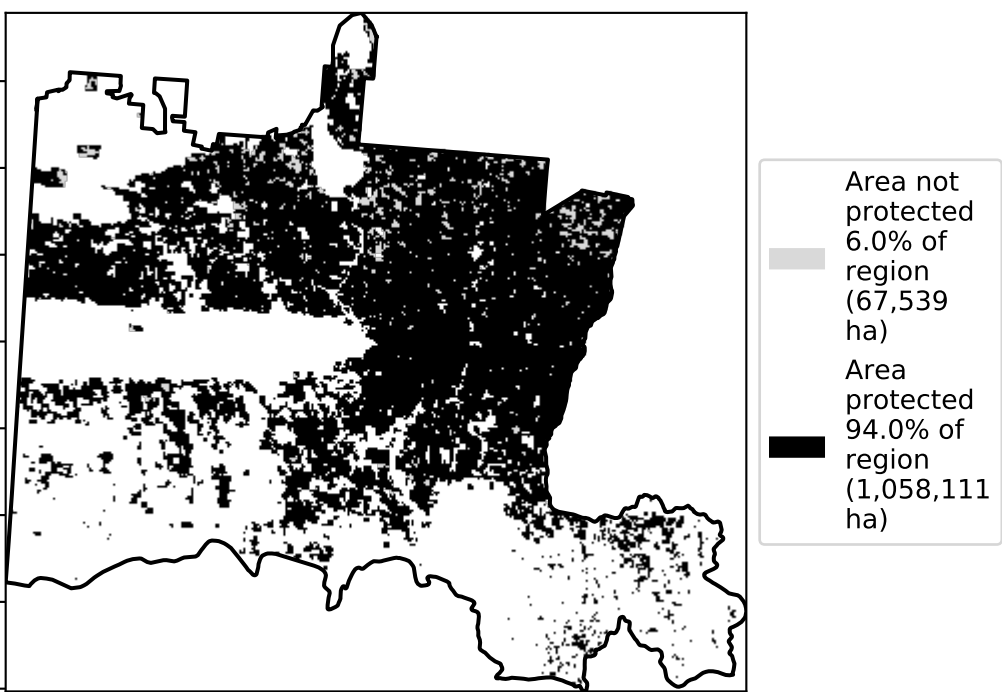 Area not
protected
6.0% of
region
(67,539
ha)
Area
protected
94.0% of
region
(1,058,111
ha)